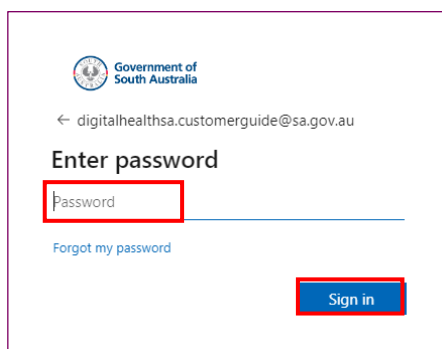 Government of
South Australia
← digitalhealthsa.customerguide@sa.gov.au
Enter password
Password
Forgot my password
Sign in